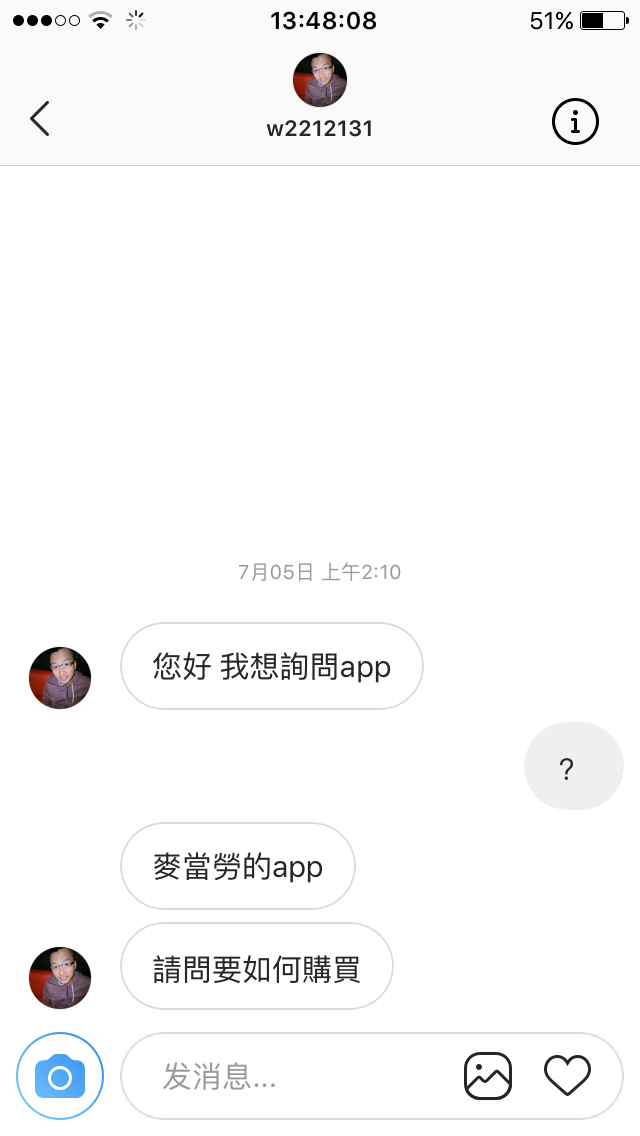 13:48:08
51%
w2212131
7月05日 上午2:10
您好 我想詢問app
?
麥當勞的app
請問要如何購買
发消息...